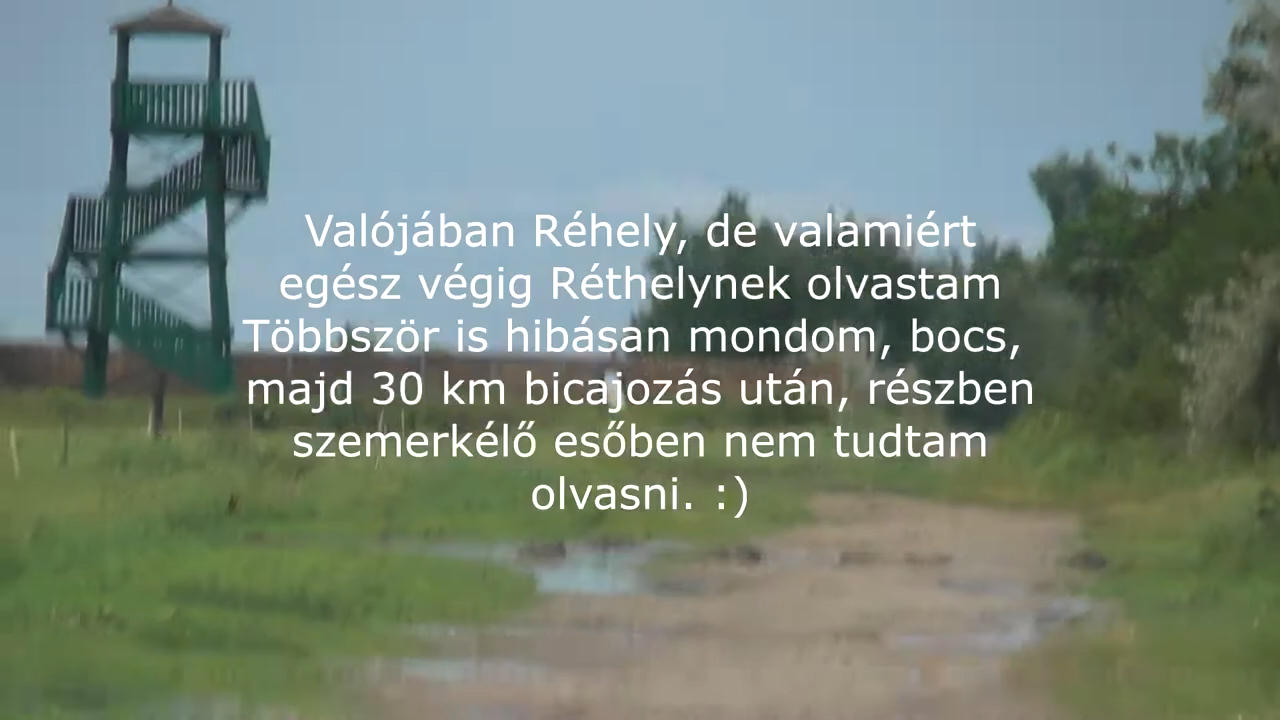 Valójában Réhely, de valamiért
egész végig Réthelynek olvastam
Többször is hibásan mondom, bocs,
majd 30 km bicajozás után, részben
szemerkélő esőben nem tudtam
olvasni. :)